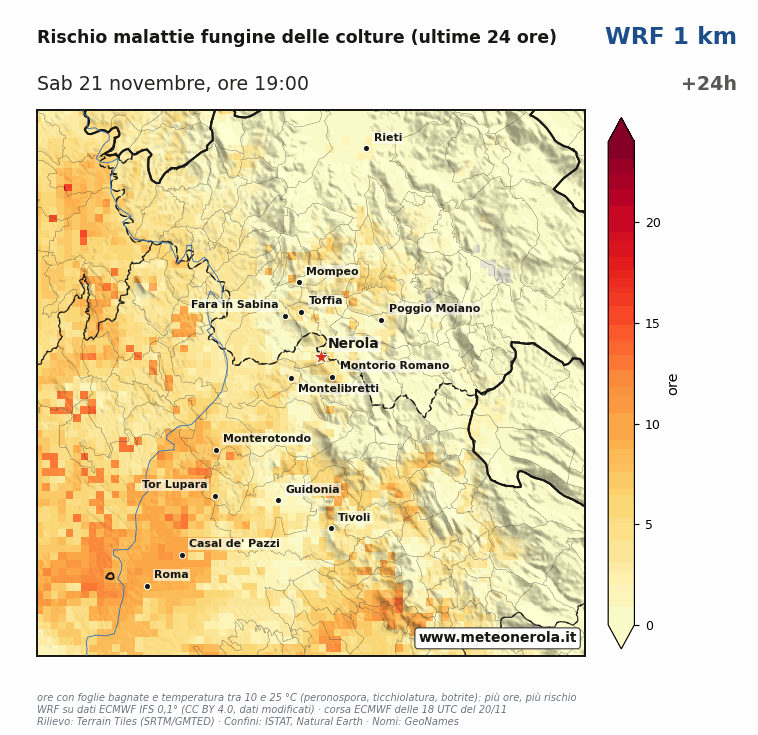 Rischio malattie fungine delle colture (ultime 24 ore)
WRF 1 km
Sab 21 novembre, ore 19:00
+24h
Rieti
Mompeo
Fara in Sabina
Toffia
Poggio Moiano
Nerola
Montorio Romano
Montelibretti
Monterotondo
Tor Lupara
Guidonia
Tivoli
Casal de' Pazzi
Roma
www.meteonerola.it
20
15
10
5
0
ore
ore con foglie bagnate e temperatura tra 10 e 25 °C (peronospora, ticchiolatura, botrite): più ore, più rischio
WRF su dati ECMWF IFS 0,1° (CC BY 4.0, dati modificati) · corsa ECMWF delle 18 UTC del 20/11
Rilievo: Terrain Tiles (SRTM/GMTED) · Confini: ISTAT, Natural Earth · Nomi: GeoNames